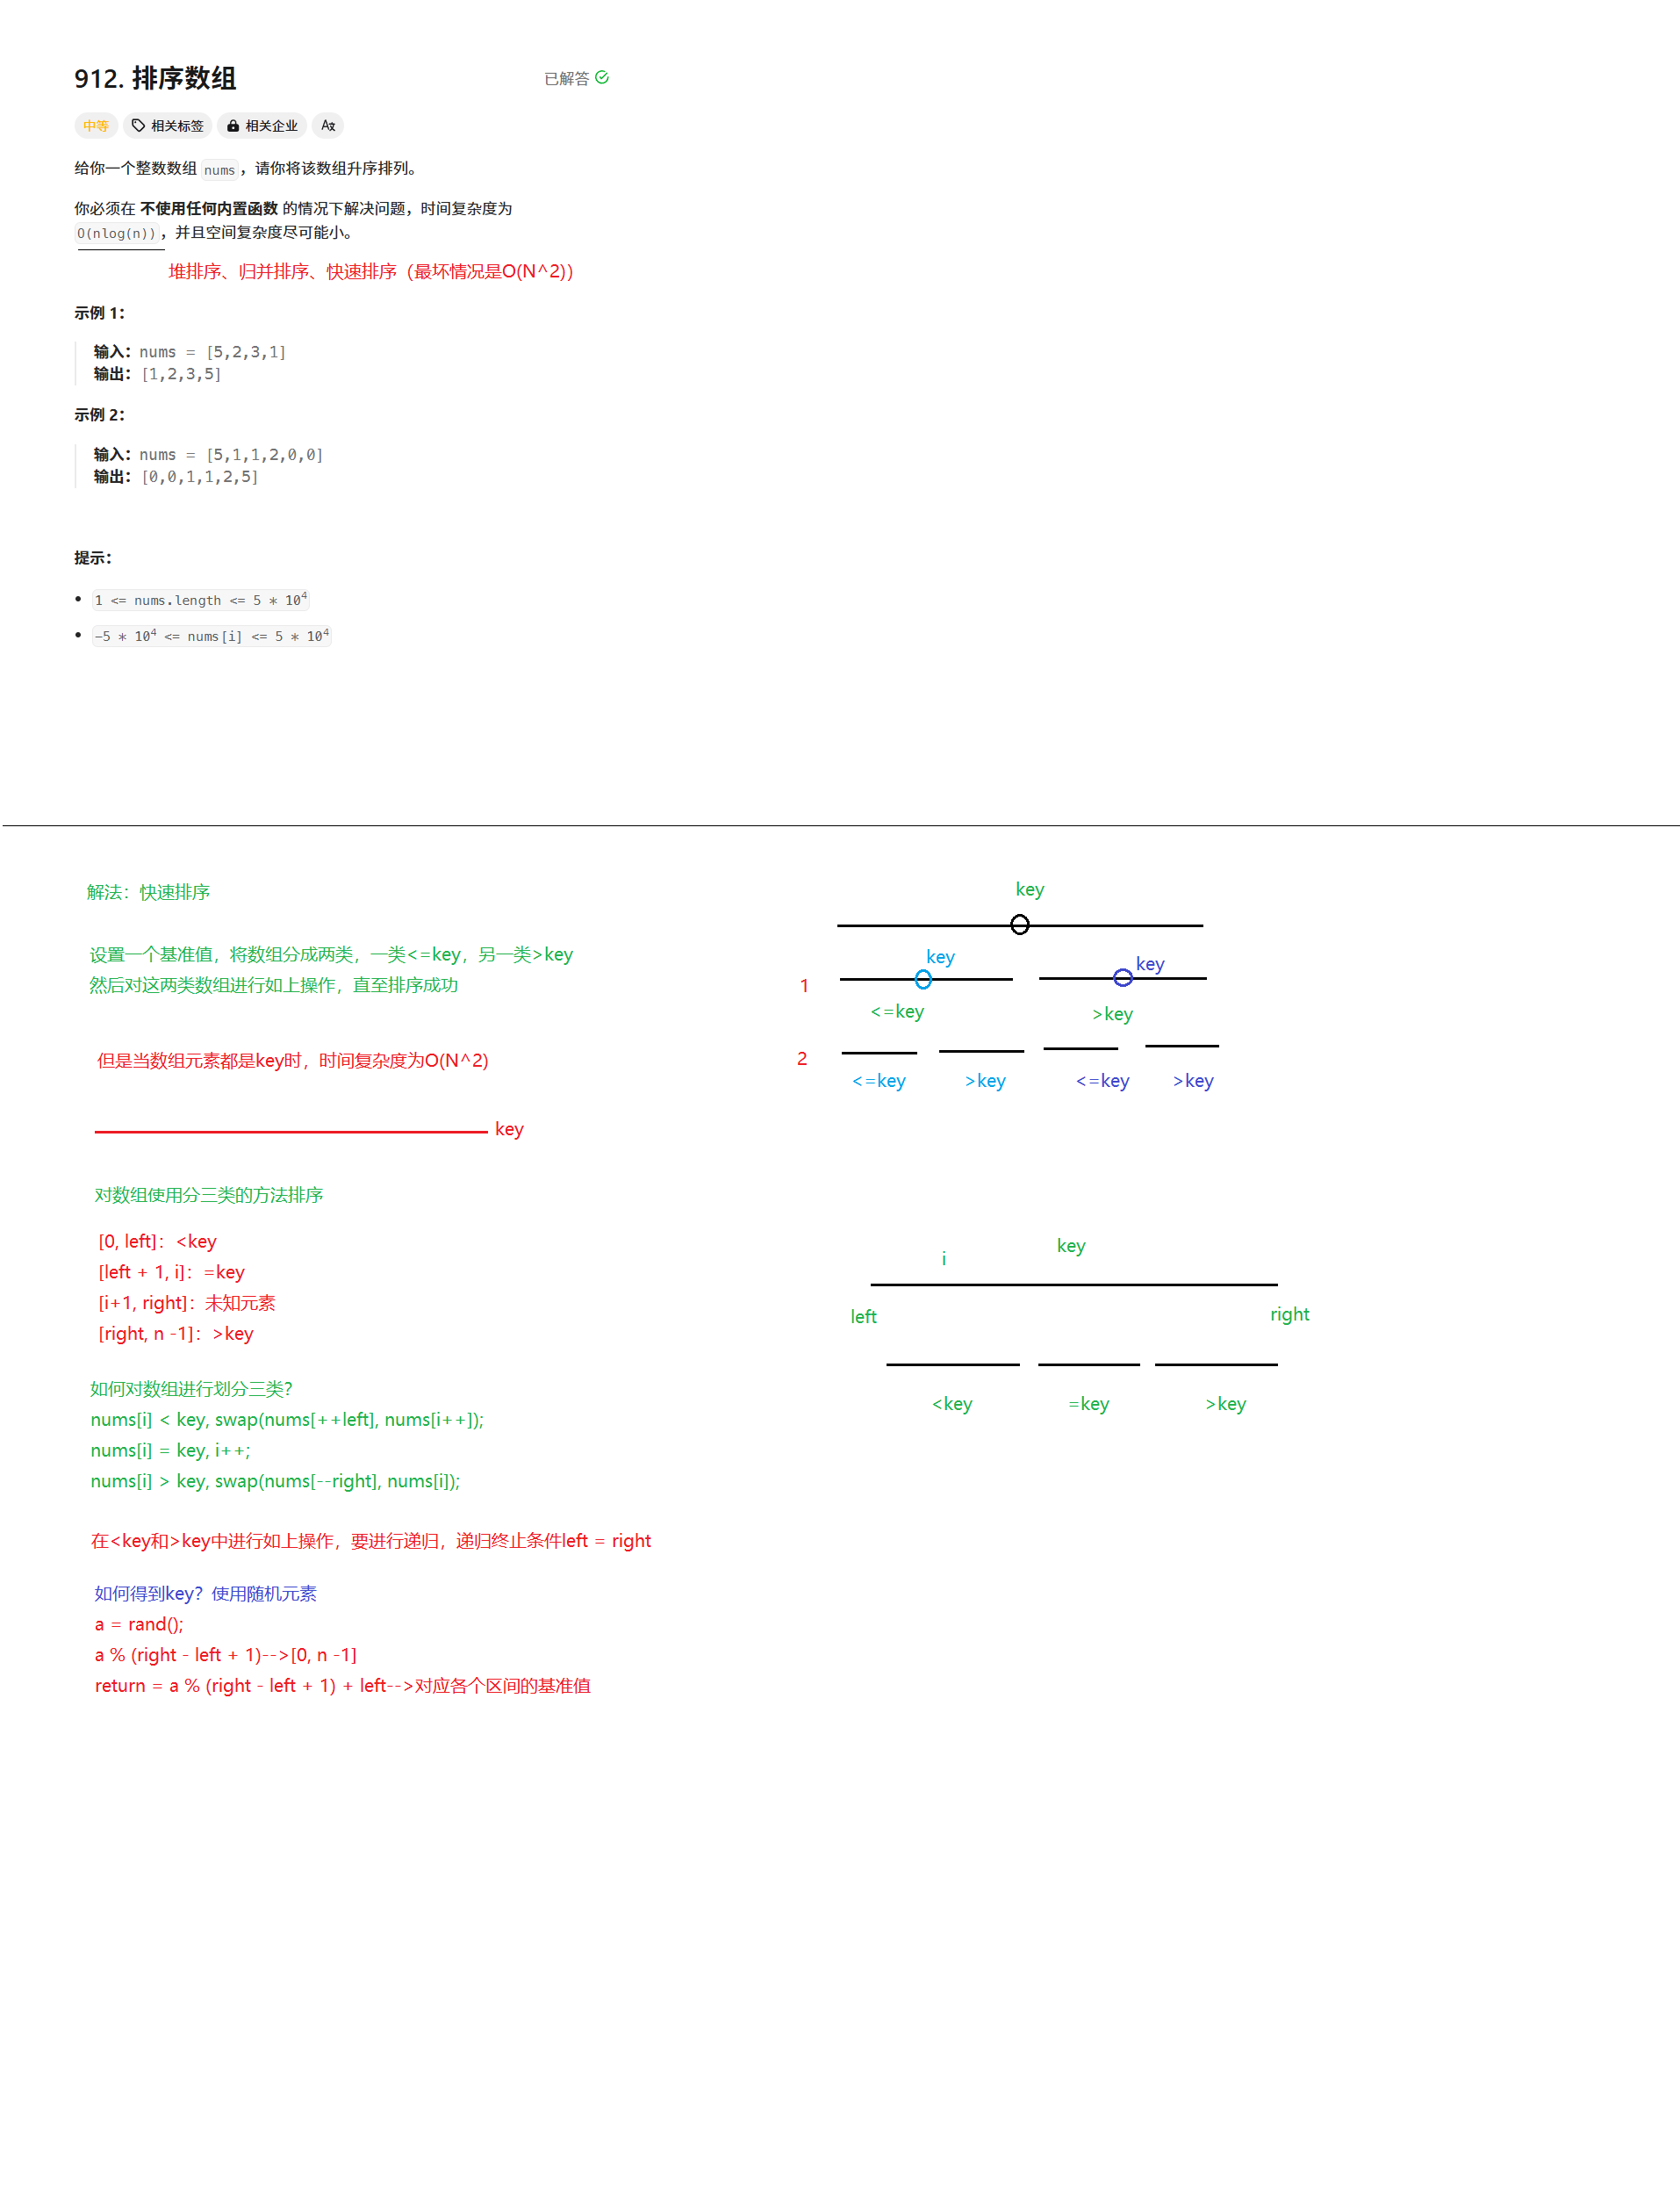 912. 排序数组
已解答
中等 相关标签 相关企业 Aあ
给你一个整数数组 nums，请你将该数组升序排列。
你必须在 不使用任何内置函数 的情况下解决问题，时间复杂度为
O(nlog(n))，并且空间复杂度尽可能小。
堆排序、归并排序、快速排序（最坏情况是O(N^2)）
示例 1：
输入：nums = [5,2,3,1]
输出：[1,2,3,5]
示例 2：
输入：nums = [5,1,1,2,0,0]
输出：[0,0,1,1,2,5]
提示：
1 <= nums.length <= 5 * 10⁴
-5 * 10⁴ <= nums[i] <= 5 * 10⁴
解法：快速排序
设置一个基准值，将数组分成两类，一类<=key，另一类>key
然后对这两类数组进行如上操作，直至排序成功
但是当数组元素都是key时，时间复杂度为O(N^2)
key
key
key
key
1
<=key
>key
2
<=key
>key
<=key
>key
对数组使用分三类的方法排序
[0, left]：<key
[left + 1, i]：=key
[i+1, right]：未知元素
[right, n -1]：>key
i
key
left
right
<key
=key
>key
如何对数组进行划分三类？
nums[i] < key, swap(nums[++left], nums[i++]);
nums[i] = key, i++;
nums[i] > key, swap(nums[--right], nums[i]);
在<key和>key中进行如上操作，要进行递归，递归终止条件left = right
如何得到key？使用随机元素
a = rand();
a % (right - left + 1)-->[0, n -1]
return = a % (right - left + 1) + left-->对应各个区间的基准值